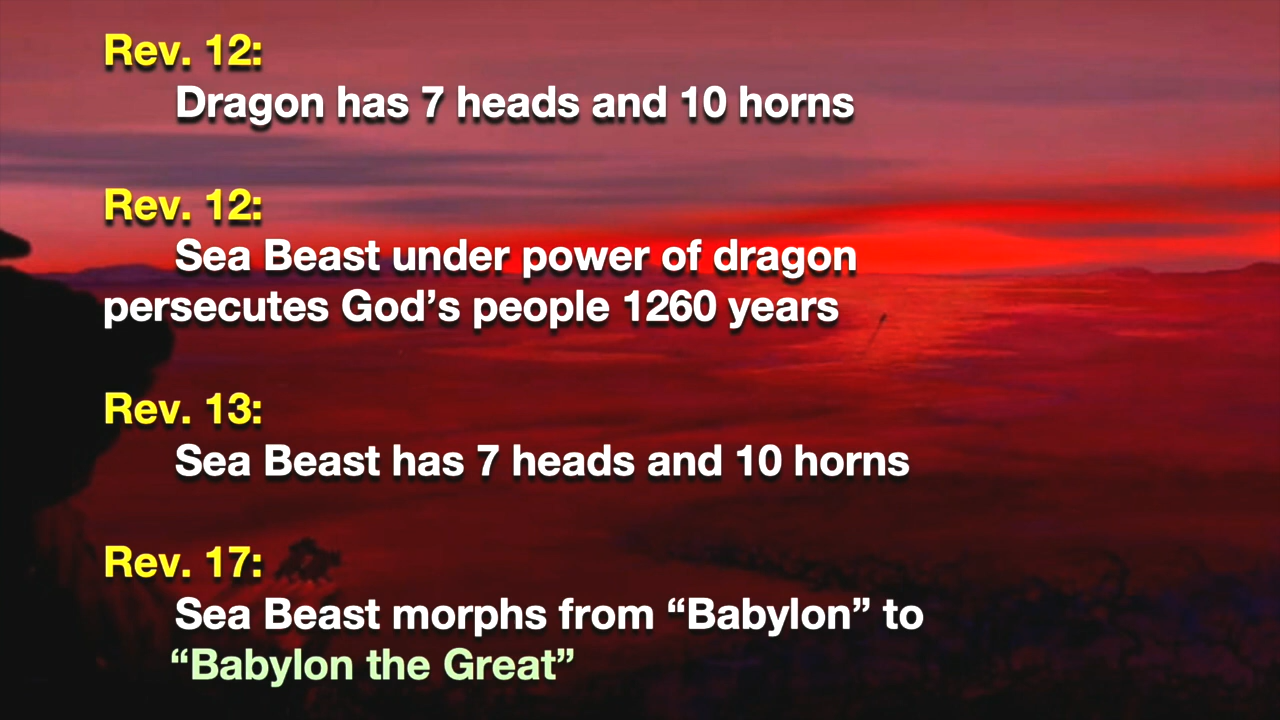 Rev. 12:
Dragon has 7 heads and 10 horns
Rev. 12:
Sea Beast under power of dragon
persecutes God’s people 1260 years
Rev. 13:
Sea Beast has 7 heads and 10 horns
Rev. 17:
Sea Beast morphs from “Babylon” to
“Babylon the Great”